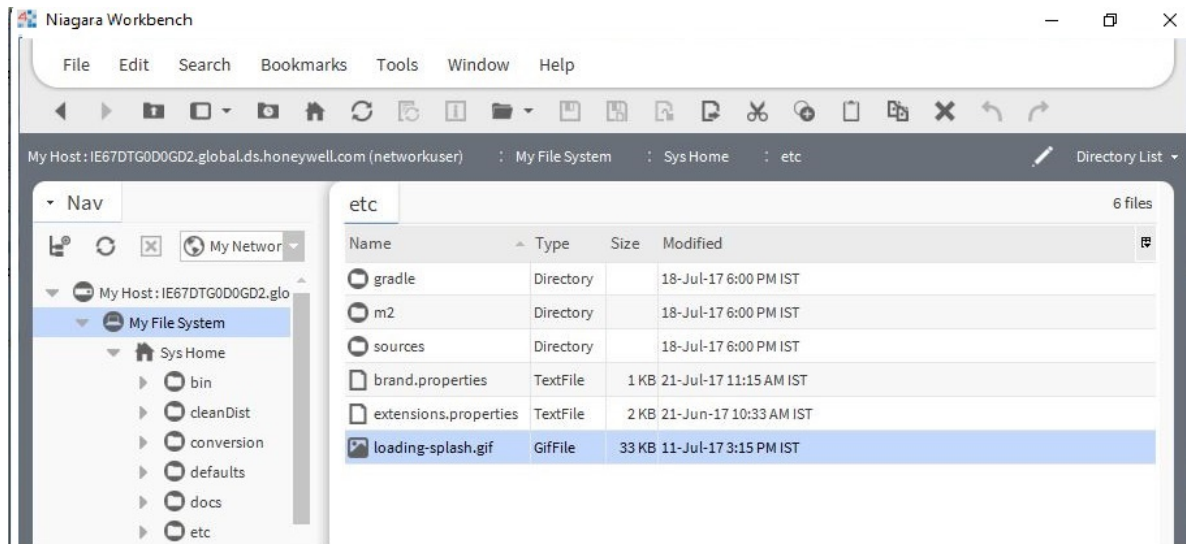 Niagara Workbench
File Edit Search Bookmarks Tools Window Help
My Host : IE67DTG0D0GD2.global.ds.honeywell.com (networkuser) : My File System : Sys Home : etc Directory List
Nav
My Networ
My Host : IE67DTG0D0GD2.glo
My File System
Sys Home
bin
cleanDist
conversion
defaults
docs
etc
etc 6 files
Name Type Size Modified
gradle Directory 18-Jul-17 6:00 PM IST
m2 Directory 18-Jul-17 6:00 PM IST
sources Directory 18-Jul-17 6:00 PM IST
brand.properties TextFile 1 KB 21-Jul-17 11:15 AM IST
extensions.properties TextFile 2 KB 21-Jun-17 10:33 AM IST
loading-splash.gif GifFile 33 KB 11-Jul-17 3:15 PM IST